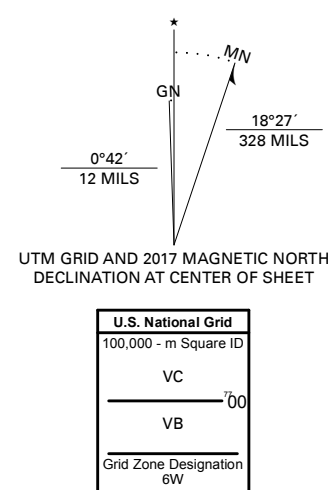 ★
MN
GN
18°27´
328 MILS
0°42´
12 MILS
UTM GRID AND 2017 MAGNETIC NORTH
DECLINATION AT CENTER OF SHEET
U.S. National Grid
100,000 - m Square ID
VC
⁷⁷00
VB
Grid Zone Designation
6W